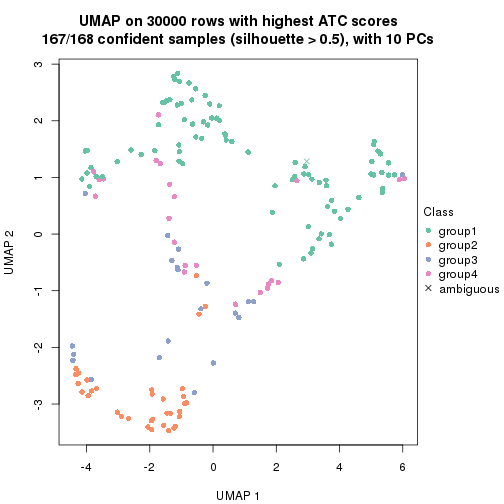 UMAP on 30000 rows with highest ATC scores
167/168 confident samples (silhouette > 0.5), with 10 PCs
3
2
1
0
-1
-2
-3
UMAP 2
-4
-2
0
2
4
6
UMAP 1
Class
group1
group2
group3
group4
ambiguous